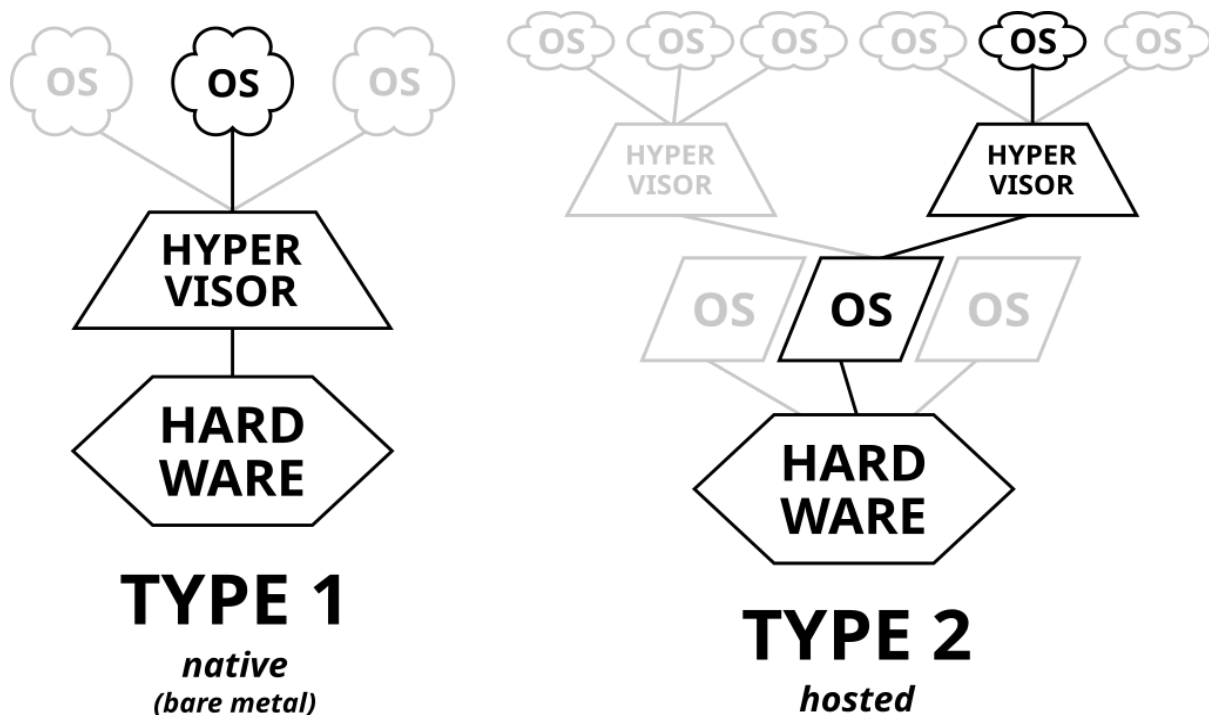 OS
OS
OS
HYPER
VISOR
HARD
WARE
TYPE 1
native
(bare metal)
OS
OS
OS
OS
OS
OS
HYPER
VISOR
HYPER
VISOR
OS
OS
OS
HARD
WARE
TYPE 2
hosted